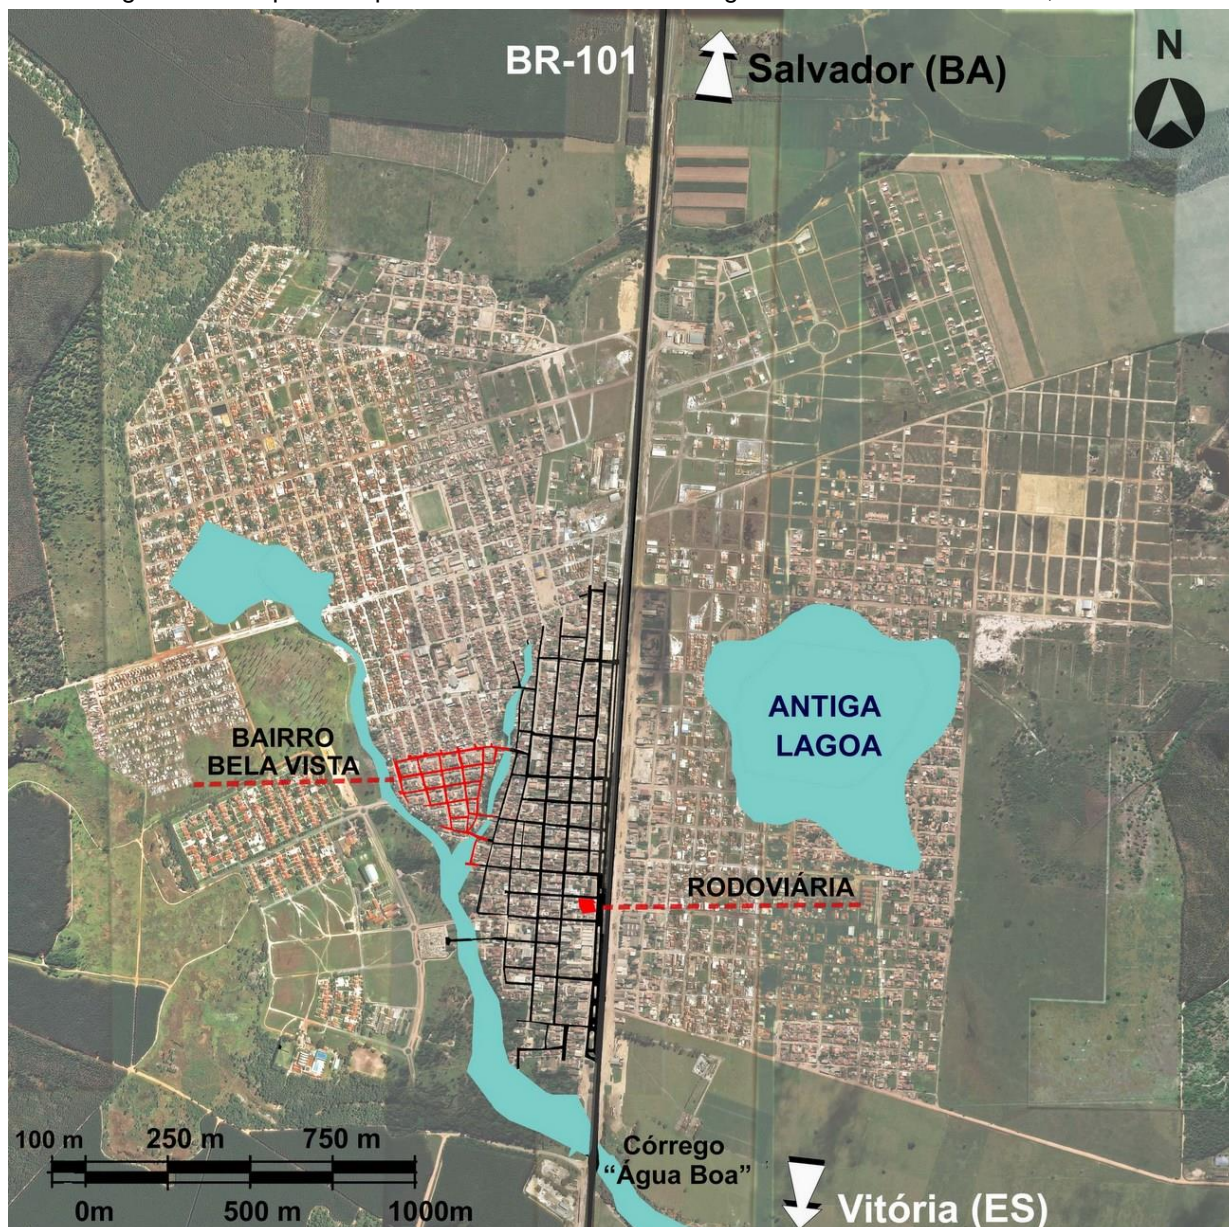 BR-101
Salvador (BA)
N
ANTIGA
LAGOA
BAIRRO
BELA VISTA
RODOVIÁRIA
100 m 250 m 750 m
0m 500 m 1000m
Córrego
“Água Boa”
Vitória (ES)